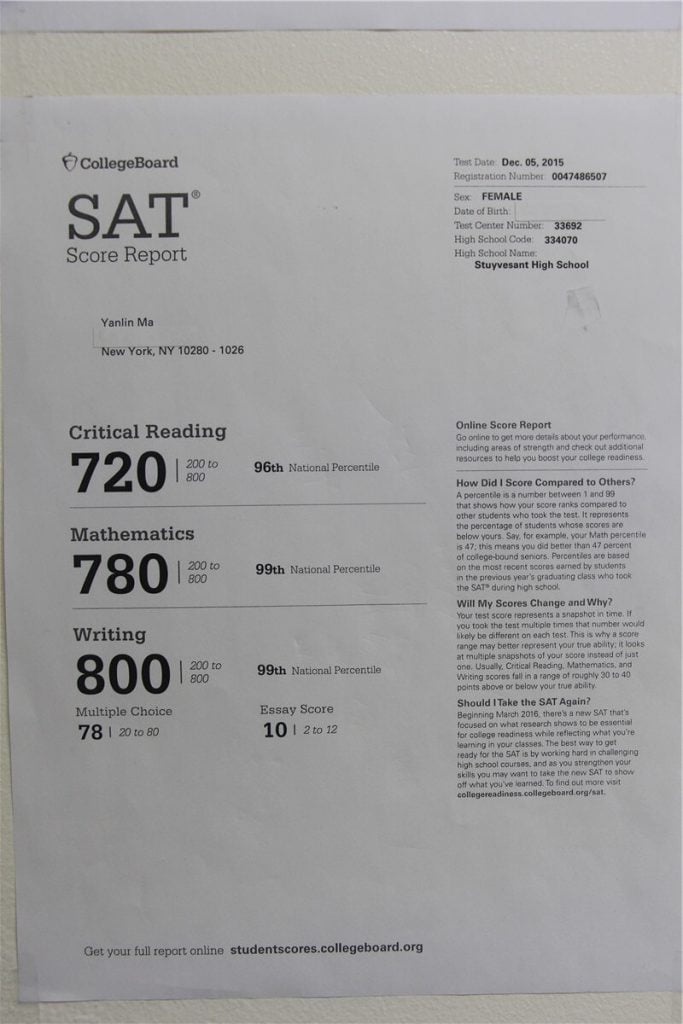 CollegeBoard
SAT®
Score Report
Test Date: Dec. 05, 2015
Registration Number: 0047486507
Sex: FEMALE
Date of Birth:
Test Center Number: 33692
High School Code: 334070
High School Name:
Stuyvesant High School
Yanlin Ma
New York, NY 10280 - 1026
Critical Reading
720 | 200 to 800
96th National Percentile
Mathematics
780 | 200 to 800
99th National Percentile
Writing
800 | 200 to 800
99th National Percentile
Multiple Choice
78 | 20 to 80
Essay Score
10 | 2 to 12
Online Score Report
Go online to get more details about your performance,
including areas of strength and check out additional
resources to help you boost your college readiness.
How Did I Score Compared to Others?
A percentile is a number between 1 and 99
that shows how your score ranks compared to
other students who took the test. It represents
the percentage of students whose scores are
below yours. Say, for example, your Math percentile
is 47; this means you did better than 47 percent
of college-bound seniors. Percentiles are based
on the most recent scores earned by students
in the previous year's graduating class who took
the SAT® during high school.
Will My Scores Change and Why?
Your test score represents a snapshot in time. If
you took the test multiple times that number would
likely be different on each test. This is why a score
range may better represent your true ability; it looks
at multiple snapshots of your score instead of just
one. Usually, Critical Reading, Mathematics, and
Writing scores fall in a range of roughly 30 to 40
points above or below your true ability.
Should I Take the SAT Again?
Beginning March 2016, there's a new SAT that's
focused on what research shows to be essential
for college readiness while reflecting what you're
learning in your classes. The best way to get
ready for the SAT is by working hard in challenging
high school courses, and as you strengthen your
skills you may want to take the new SAT to show
off what you've learned. To find out more visit
collegereadiness.collegeboard.org/sat.
Get your full report online studentscores.collegeboard.org